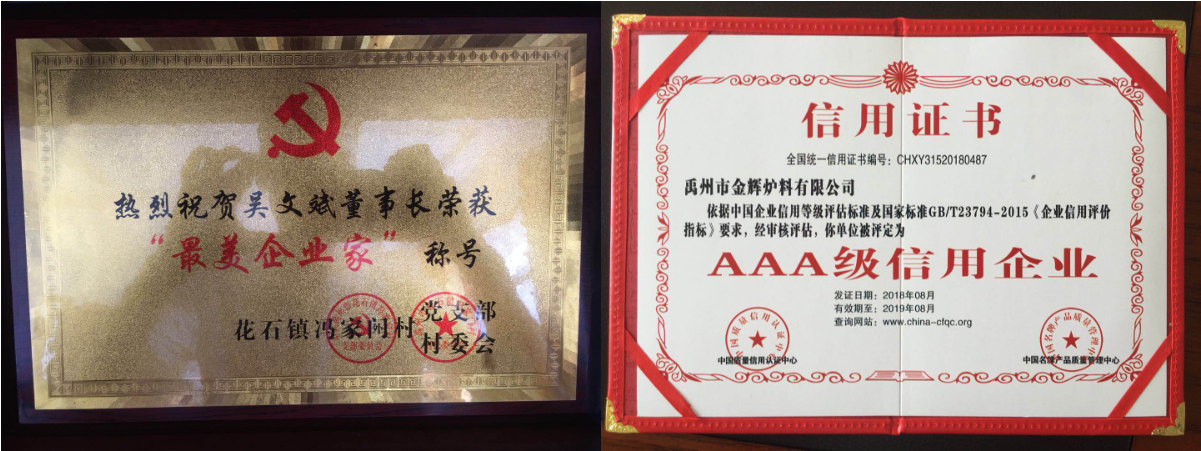 热烈祝贺吴文斌董事长荣获
“最美企业家”称号
花石镇冯家门村党支部
村委会
信用证书
全国统一信用证书编号：CHXY31520180487
禹州市金辉炉料有限公司
依据中国企业信用等级评估标准及国家标准GB/T23794-2015《企业信用评价
指标》要求，经审核评估，你单位被评定为
AAA级信用企业
发证日期：2018年08月
有效期至：2019年08月
查询网站：www.china-cfqc.org
中国质量信用认证中心
中国名牌产品质量管理中心